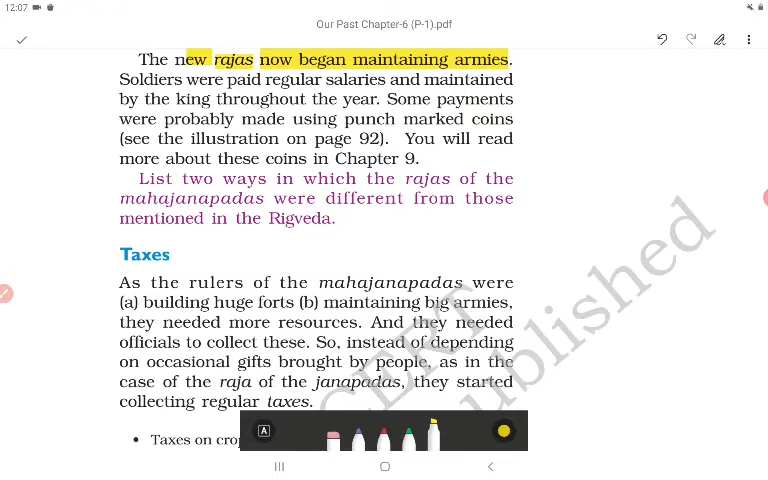 12:07
Our Past Chapter-6 (P-1).pdf
The new rajas now began maintaining armies.
Soldiers were paid regular salaries and maintained
by the king throughout the year. Some payments
were probably made using punch marked coins
(see the illustration on page 92). You will read
more about these coins in Chapter 9.
List two ways in which the rajas of the
mahajanapadas were different from those
mentioned in the Rigveda.
Taxes
As the rulers of the mahajanapadas were
(a) building huge forts (b) maintaining big armies,
they needed more resources. And they needed
officials to collect these. So, instead of depending
on occasional gifts brought by people, as in the
case of the raja of the janapadas, they started
collecting regular taxes.
• Taxes on
A